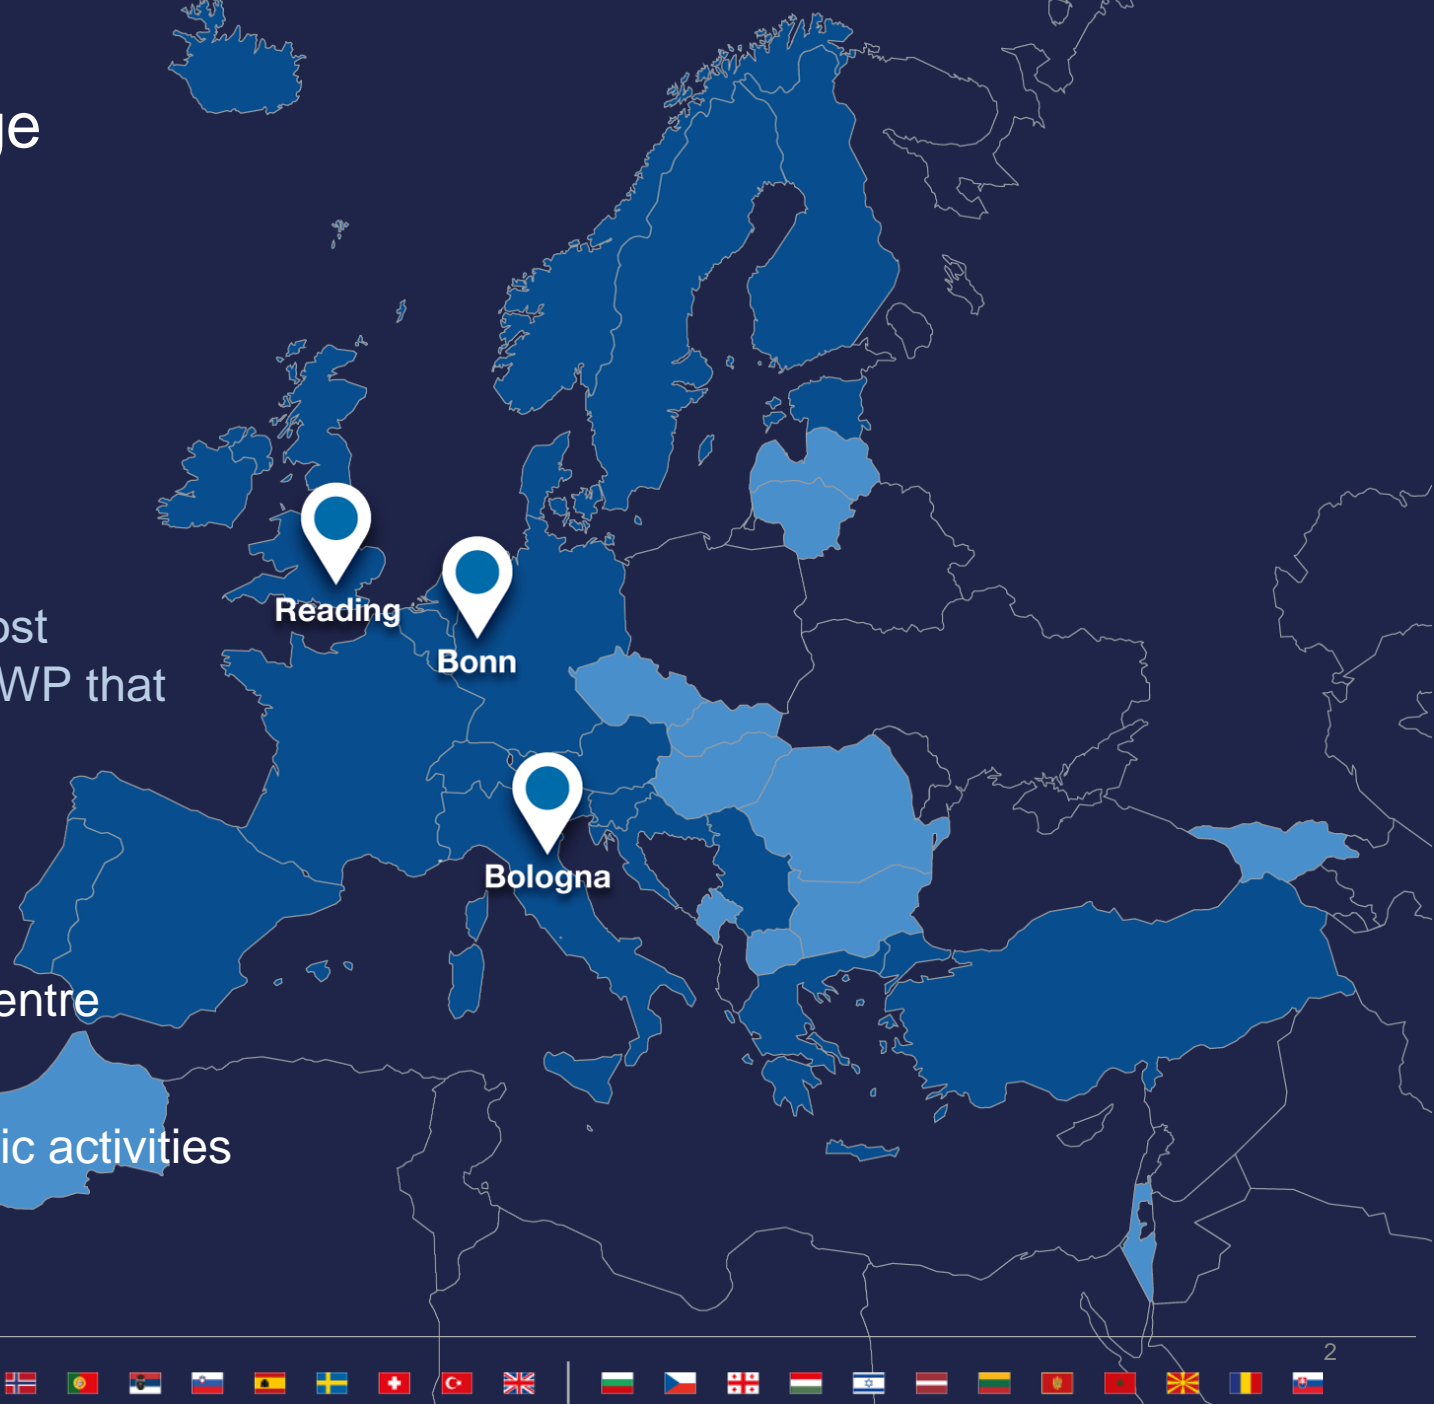 ge
Reading
ost
Bonn
WP that
Bologna
entre
ic activities
2